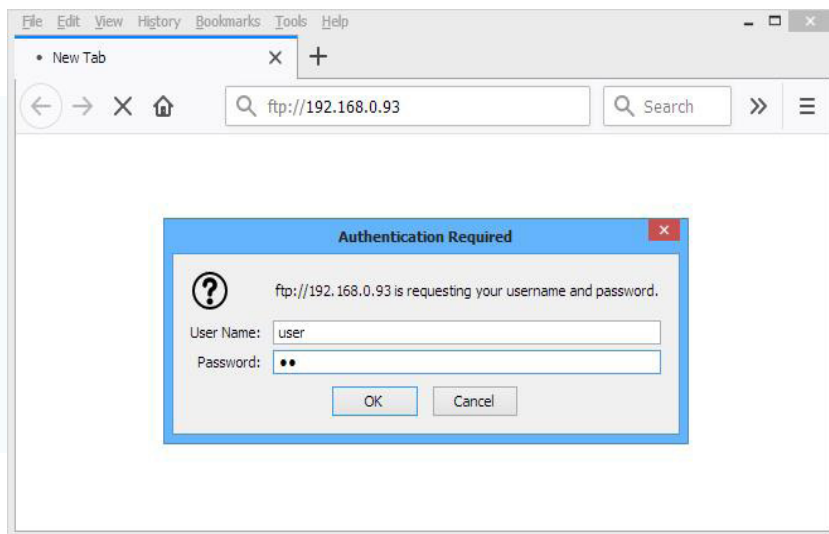 File Edit View History Bookmarks Tools Help
New Tab
ftp://192.168.0.93
Search
Authentication Required
ftp://192.168.0.93 is requesting your username and password.
User Name: user
Password: ••
OK Cancel